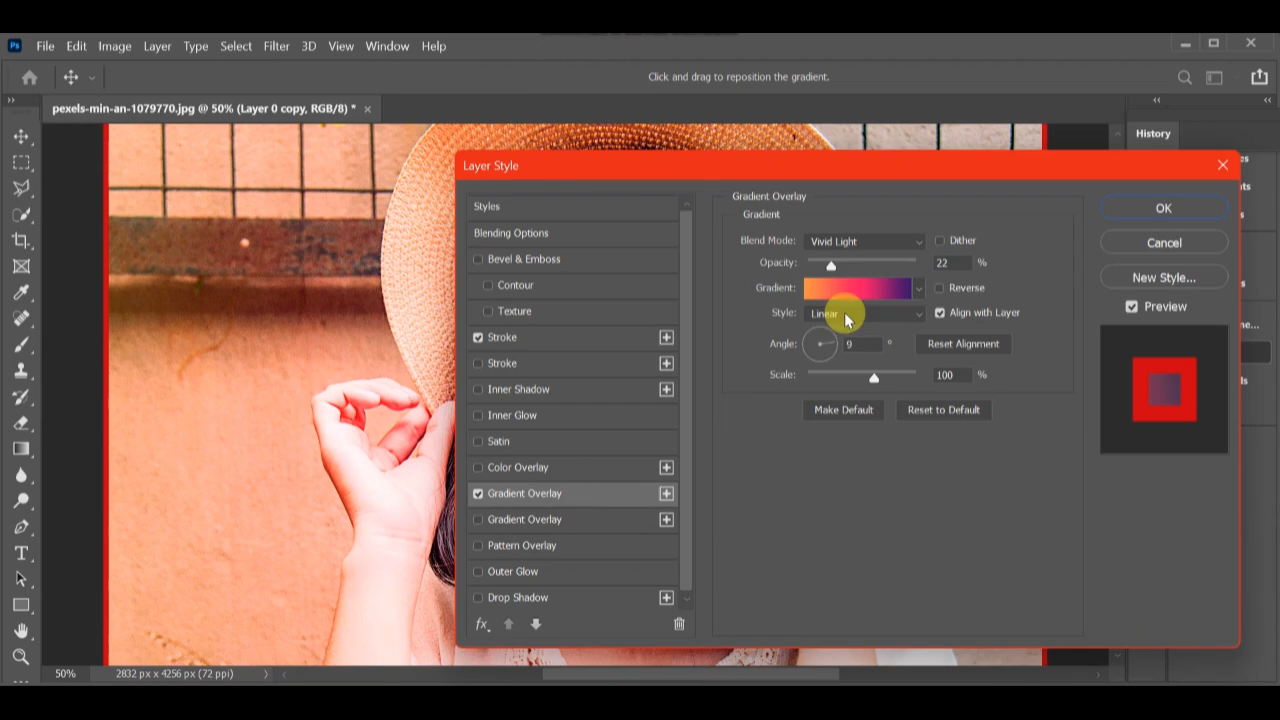 Ps File Edit Image Layer Type Select Filter 3D View Window Help
Click and drag to reposition the gradient.
pexels-min-an-1079770.jpg @ 50% (Layer 0 copy, RGB/8) *
History
Layer Style
Styles
Blending Options
Bevel & Emboss
Contour
Texture
Stroke
Stroke
Inner Shadow
Inner Glow
Satin
Color Overlay
Gradient Overlay
Gradient Overlay
Pattern Overlay
Outer Glow
Drop Shadow
fx
Gradient Overlay
Gradient
Blend Mode: Vivid Light Dither
Opacity: 22 %
Gradient: Reverse
Style: Linear Align with Layer
Angle: 9 ° Reset Alignment
Scale: 100 %
Make Default Reset to Default
OK
Cancel
New Style...
Preview
50% 2832 px x 4256 px (72 ppi)